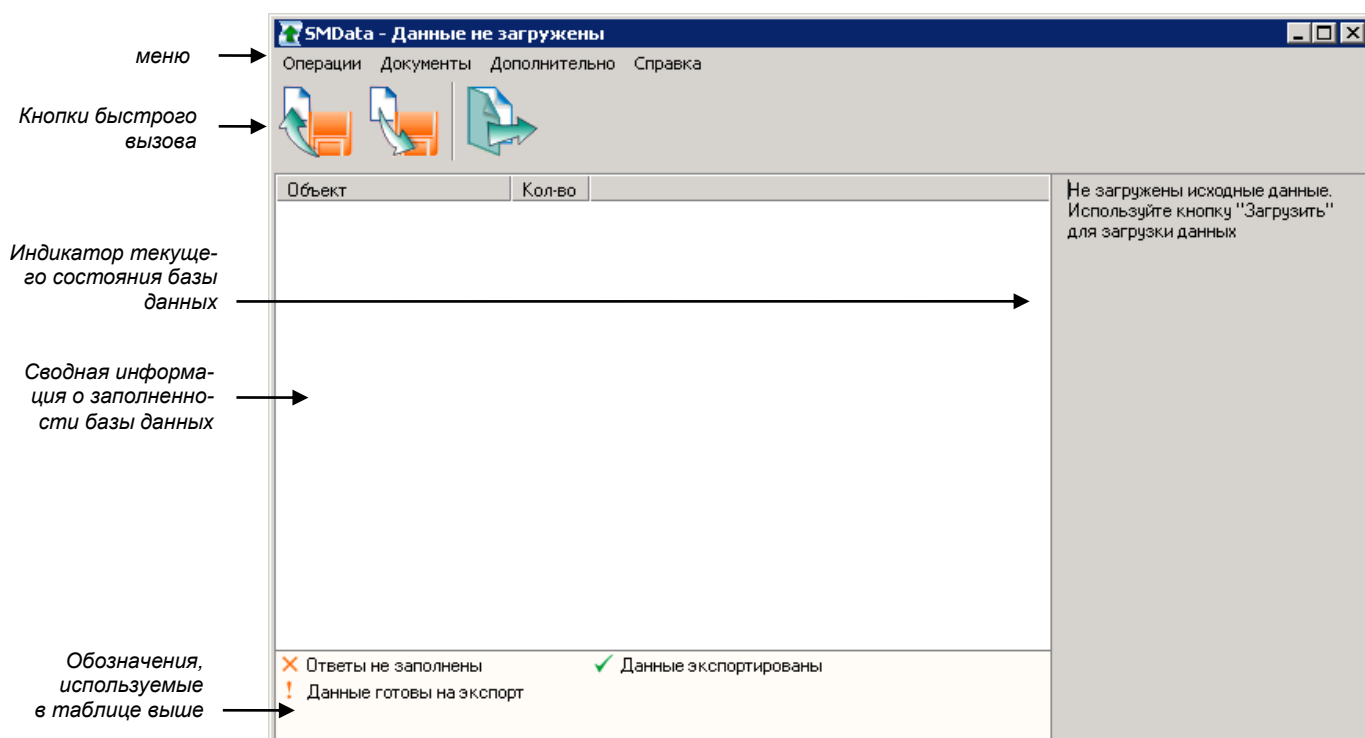 SMData - Данные не загружены
меню
Операции Документы Дополнительно Справка
Кнопки быстрого
вызова
Объект Кол-во
Не загружены исходные данные.
Используйте кнопку "Загрузить"
для загрузки данных
Индикатор текуще-
го состояния базы
данных
Сводная информа-
ция о заполненно-
сти базы данных
Обозначения,
используемые
в таблице выше
Ответы не заполнены Данные экспортированы
Данные готовы на экспорт